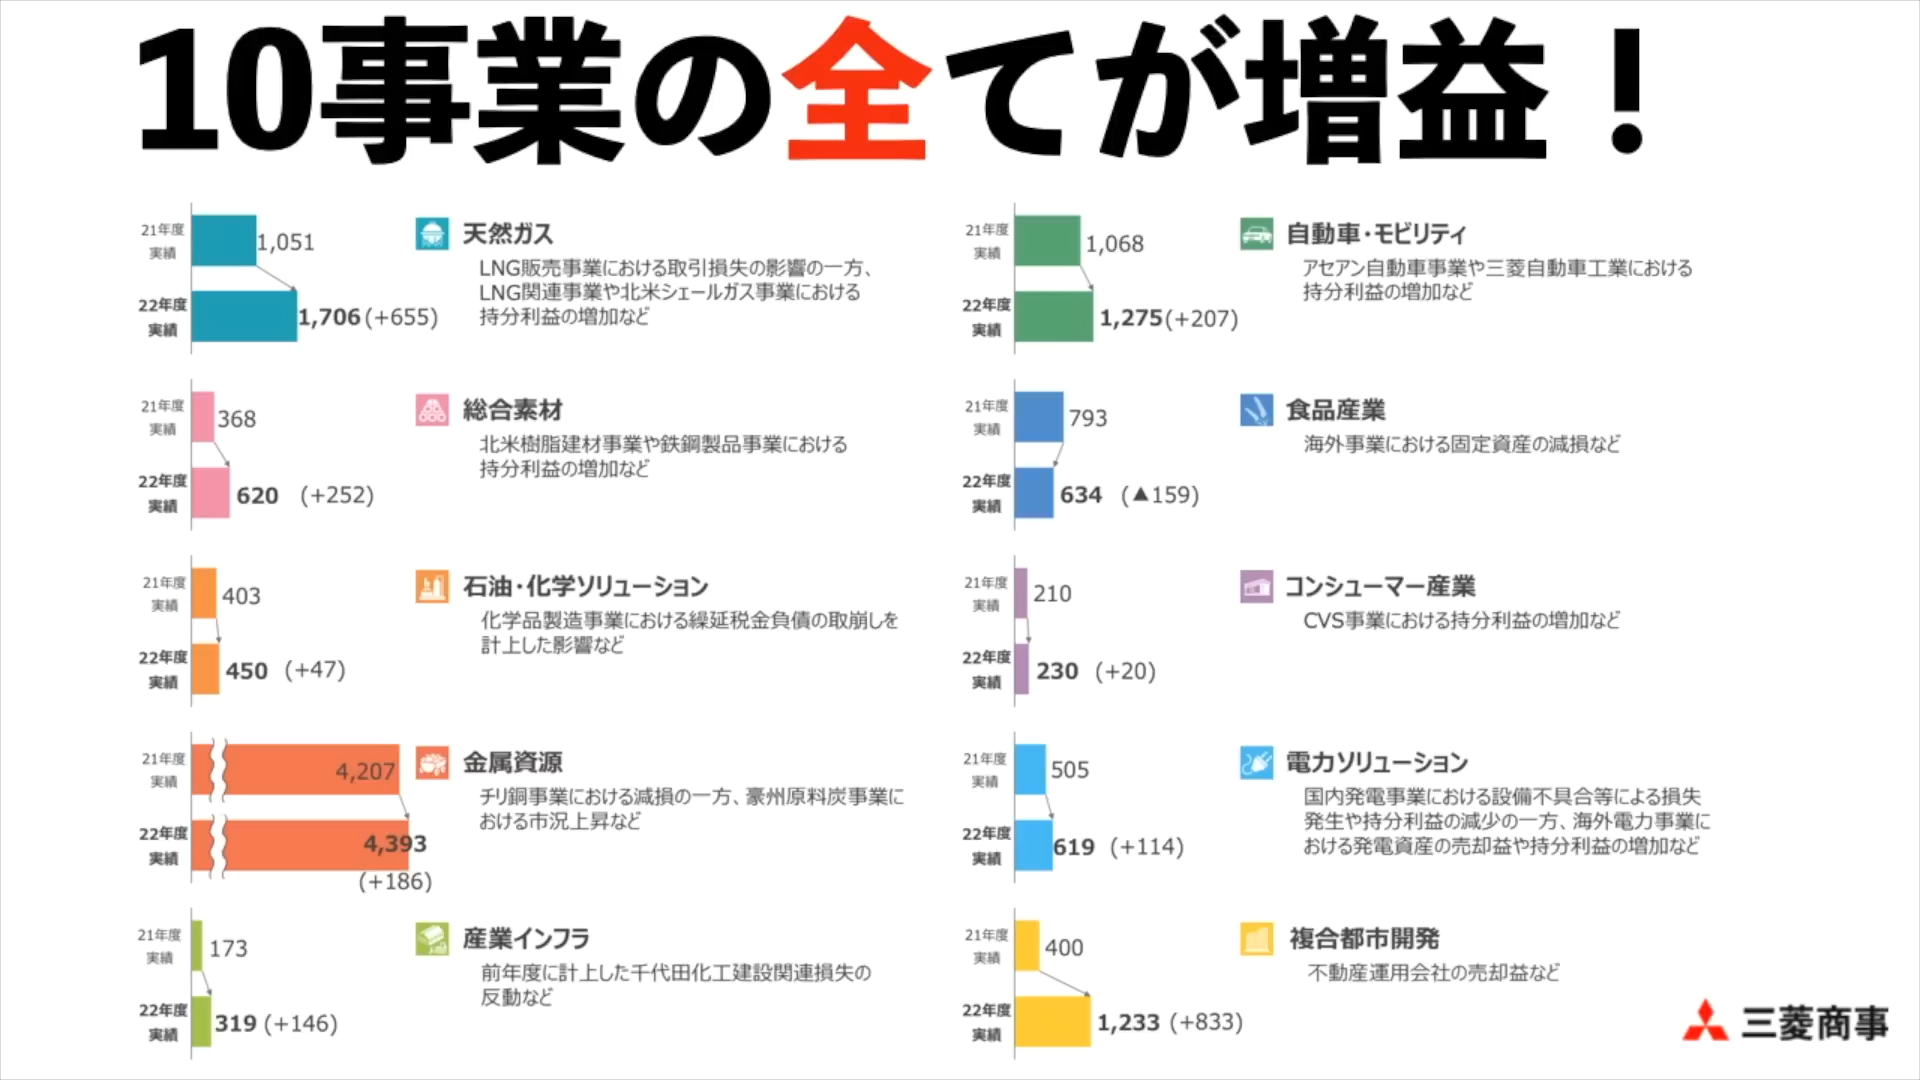 10事業の全てが増益！
21年度
実績
1,051
22年度
実績
1,706 (+655)
天然ガス
LNG販売事業における取引損失の影響の一方、
LNG関連事業や北米シェールガス事業における
持分利益の増加など
21年度
実績
368
22年度
実績
620 (+252)
総合素材
北米樹脂建材事業や鉄鋼製品事業における
持分利益の増加など
21年度
実績
403
22年度
実績
450 (+47)
石油・化学ソリューション
化学品製造事業における繰延税金負債の取崩しを
計上した影響など
21年度
実績
4,207
22年度
実績
4,393
(+186)
金属資源
チリ銅事業における減損の一方、豪州原料炭事業に
おける市況上昇など
21年度
実績
173
22年度
実績
319 (+146)
産業インフラ
前年度に計上した千代田化工建設関連損失の
反動など
21年度
実績
1,068
22年度
実績
1,275 (+207)
自動車・モビリティ
アセアン自動車事業や三菱自動車工業における
持分利益の増加など
21年度
実績
793
22年度
実績
634 (▲159)
食品産業
海外事業における固定資産の減損など
21年度
実績
210
22年度
実績
230 (+20)
コンシューマー産業
CVS事業における持分利益の増加など
21年度
実績
505
22年度
実績
619 (+114)
電力ソリューション
国内発電事業における設備不具合等による損失
発生や持分利益の減少の一方、海外電力事業に
おける発電資産の売却益や持分利益の増加など
21年度
実績
400
22年度
実績
1,233 (+833)
複合都市開発
不動産運用会社の売却益など
三菱商事